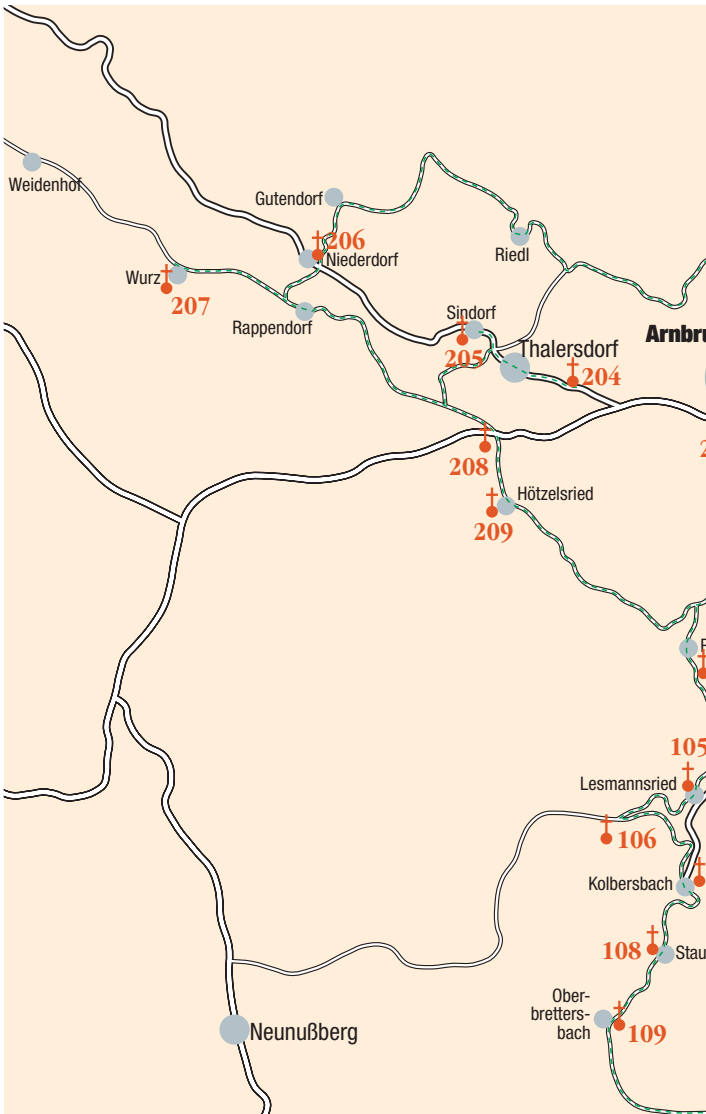 Weidenhof
Gutendorf
206
Niederdorf
Riedl
Wurz
207
Rappendorf
Sindorf
205
Thalersdorf
204
Arnbru
208
Hötzelsried
209
105
Lesmannsried
106
Kolbersbach
108
Stau
Ober-
bretters-
bach
109
Neunußberg